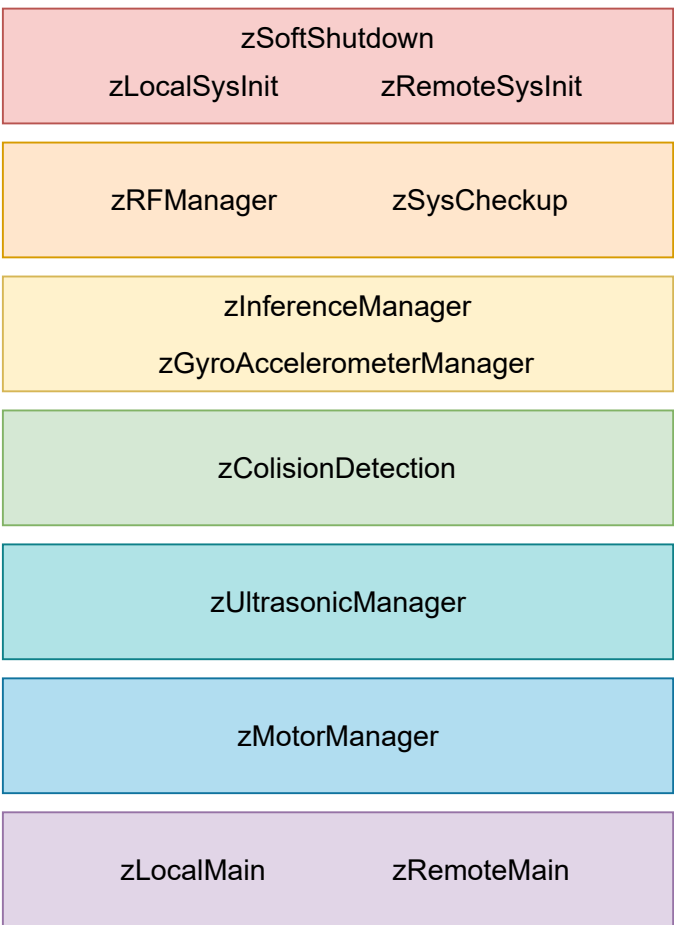 zSoftShutdown
zLocalSysInit zRemoteSysInit
zRFManager zSysCheckup
zInferenceManager
zGyroAccelerometerManager
zColisionDetection
zUltrasonicManager
zMotorManager
zLocalMain zRemoteMain